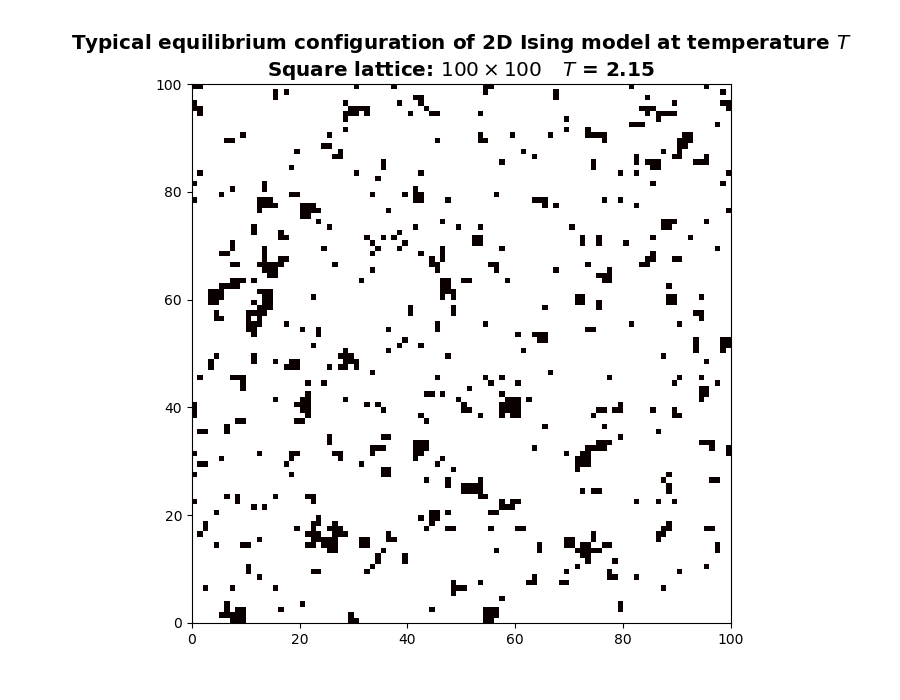 Typical equilibrium configuration of 2D Ising model at temperature T
Square lattice: 100 × 100 T = 2.15
100
80
60
40
20
0
0 20 40 60 80 100